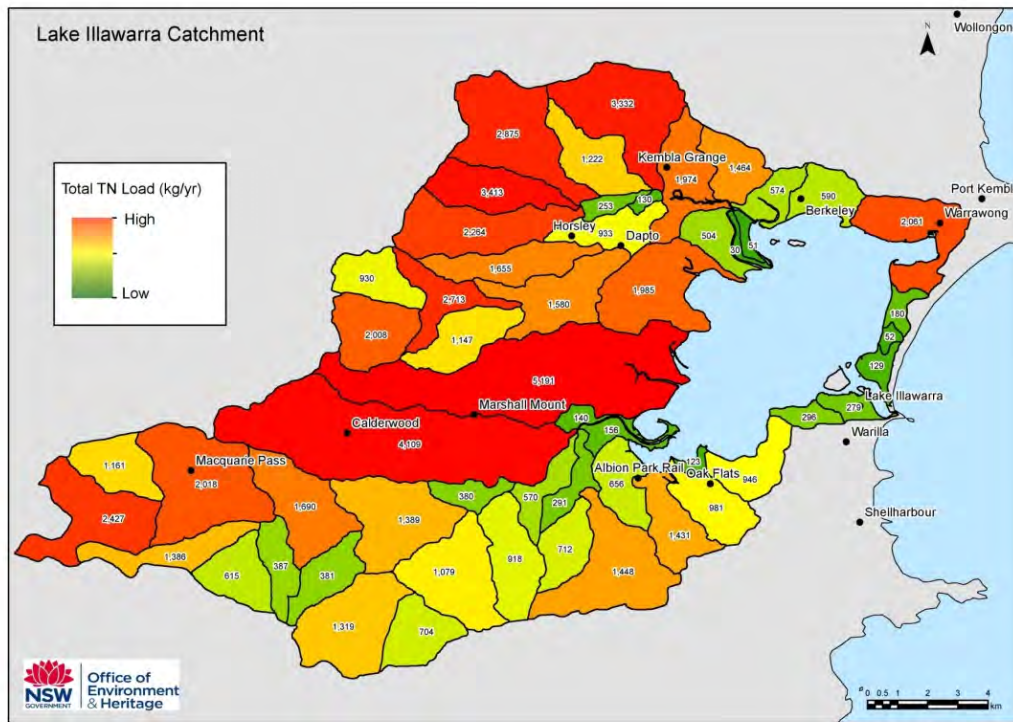 Lake Illawarra Catchment
N
Wollongon
3,332
2,875
1,222
Kembla Grange
1,464
1,974
Total TN Load (kg/yr)
High
Low
3,413
253
130
574
590
Berkeley
Port Kembl
Warrawong
2,061
2,264
Horsley
933
Dapto
504
30
51
930
1,655
2,713
1,580
1,985
2,008
1,147
180
52
129
5,191
Lake Illawarra
279
296
Marshall Mount
140
156
Calderwood
4,109
Warilla
1,161
Macquarie Pass
2,018
Albion Park Rail
123
Oak Flats
946
656
981
380
570
291
2,427
1,690
1,389
1,431
Shellharbour
1,386
615
387
381
1,079
918
712
1,448
1,319
704
NSW
GOVERNMENT
Office of
Environment
& Heritage
0 0.5 1 2 3 4
km